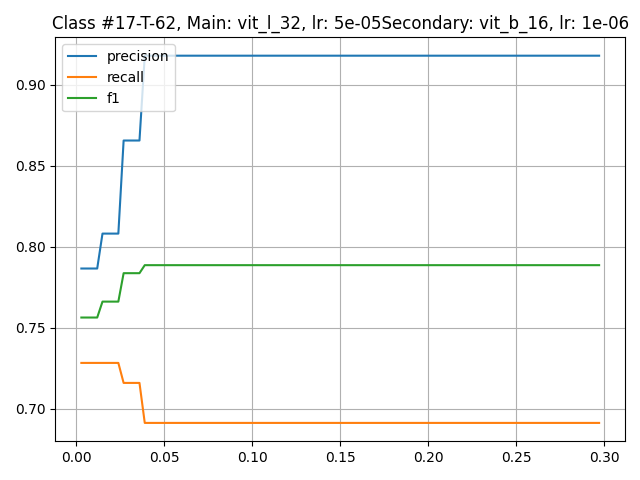 Class #17-T-62, Main: vit_l_32, lr: 5e-05Secondary: vit_b_16, lr: 1e-06
precision
recall
f1
0.90
0.85
0.80
0.75
0.70
0.00 0.05 0.10 0.15 0.20 0.25 0.30